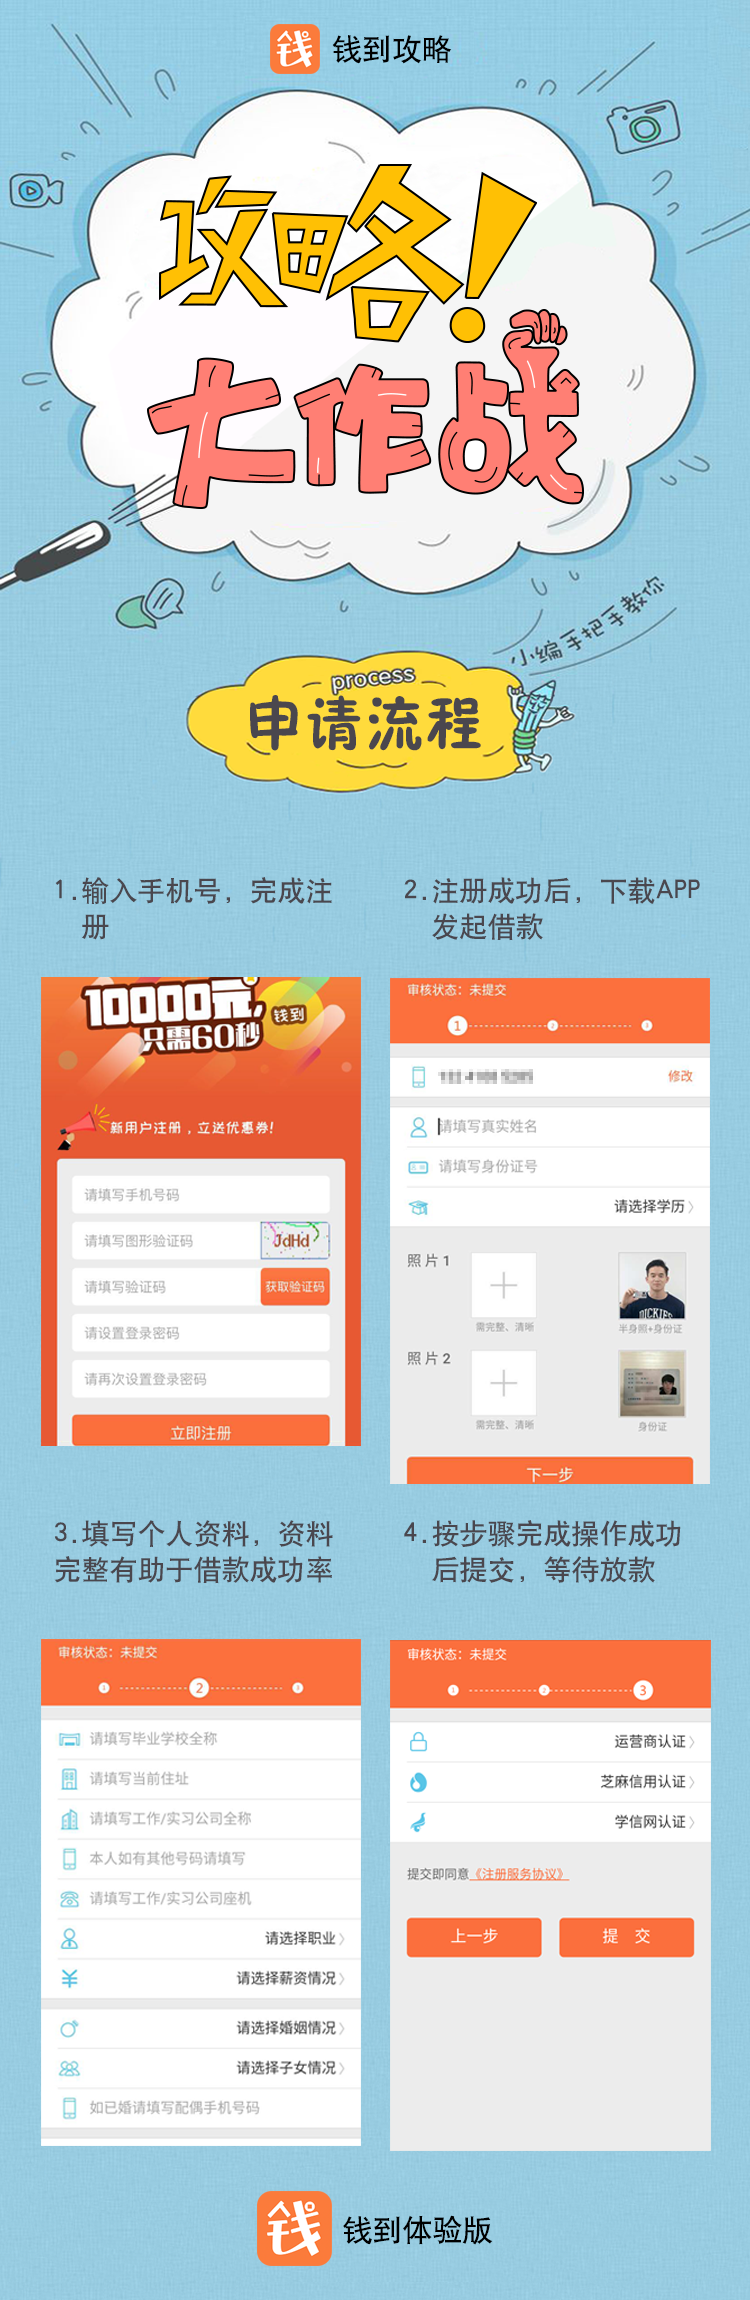 钱 钱到攻略
攻略!
大作战
小编手把手教你
process
申请流程
1.输入手机号，完成注
册
2.注册成功后，下载APP
发起借款
10000元,
只需60秒
钱到
新用户注册，立送优惠券!
请填写手机号码
请填写图形验证码
JdHd
请填写验证码
获取验证码
请设置登录密码
请再次设置登录密码
立即注册
审核状态：未提交
1 2 3
修改
请填写真实姓名
请填写身份证号
请选择学历
照片1
需完整、清晰
DICKIES
半身照+身份证
照片2
需完整、清晰
身份证
下一步
3.填写个人资料，资料
完整有助于借款成功率
4.按步骤完成操作成功
后提交，等待放款
审核状态：未提交
1 2 3
请填写毕业学校全称
请填写当前住址
请填写工作/实习公司全称
本人如有其他号码请填写
请填写工作/实习公司座机
请选择职业
请选择薪资情况
请选择婚姻情况
请选择子女情况
如已婚请填写配偶手机号码
审核状态：未提交
1 2 3
运营商认证
芝麻信用认证
学信网认证
提交即同意《注册服务协议》
上一步
提 交
钱 钱到体验版